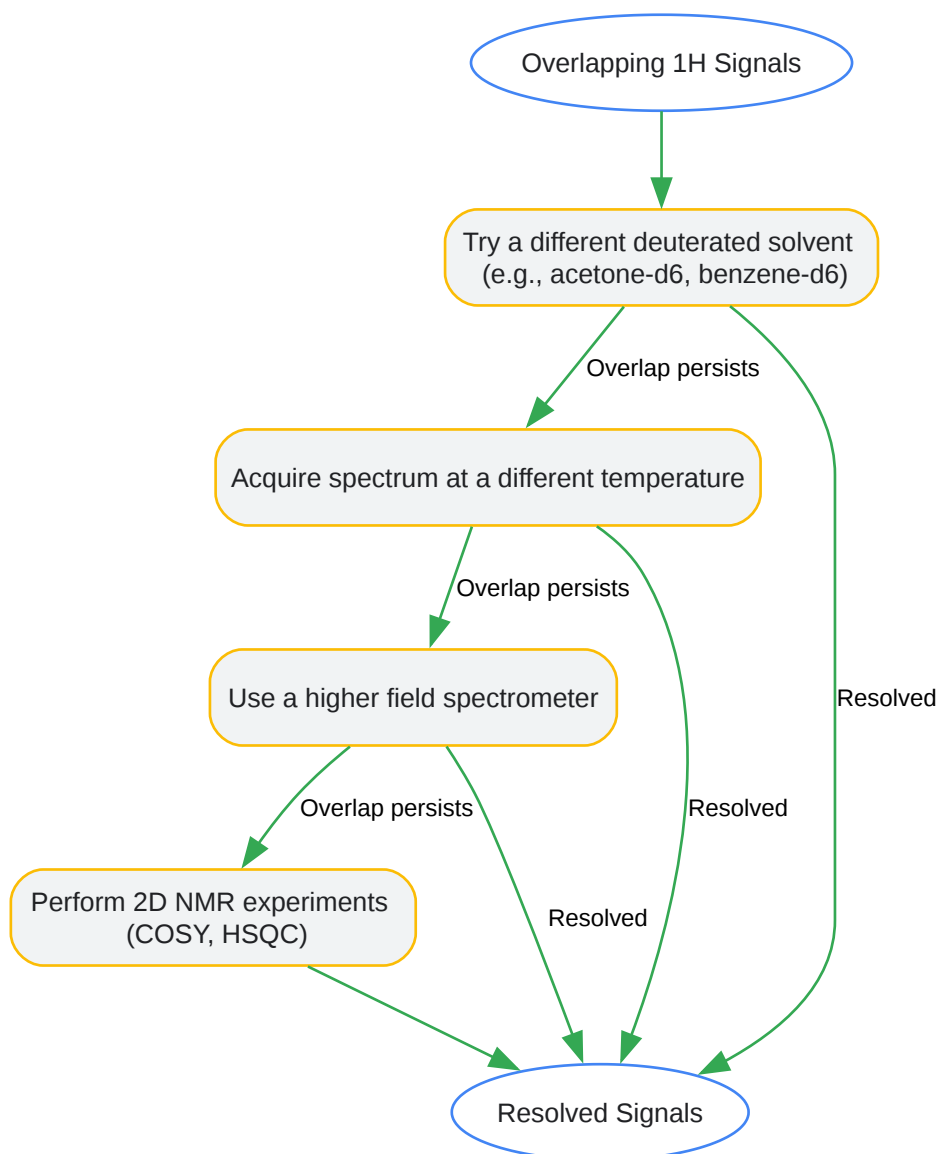 Overlapping 1H Signals
Try a different deuterated solvent
(e.g., acetone-d6, benzene-d6)
Overlap persists
Acquire spectrum at a different temperature
Overlap persists
Use a higher field spectrometer
Resolved
Overlap persists
Resolved
Perform 2D NMR experiments
(COSY, HSQC)
Resolved
Resolved Signals